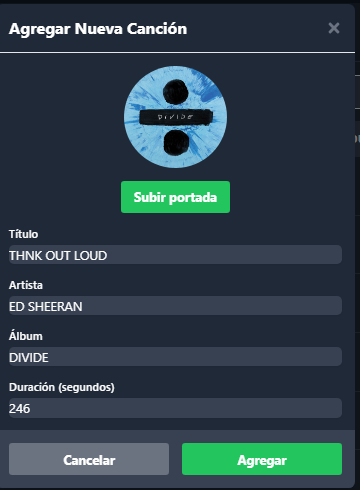 Agregar Nueva Canción
×
DIVIDE
Subir portada
Título
THNK OUT LOUD
Artista
ED SHEERAN
Álbum
DIVIDE
Duración (segundos)
246
Cancelar
Agregar